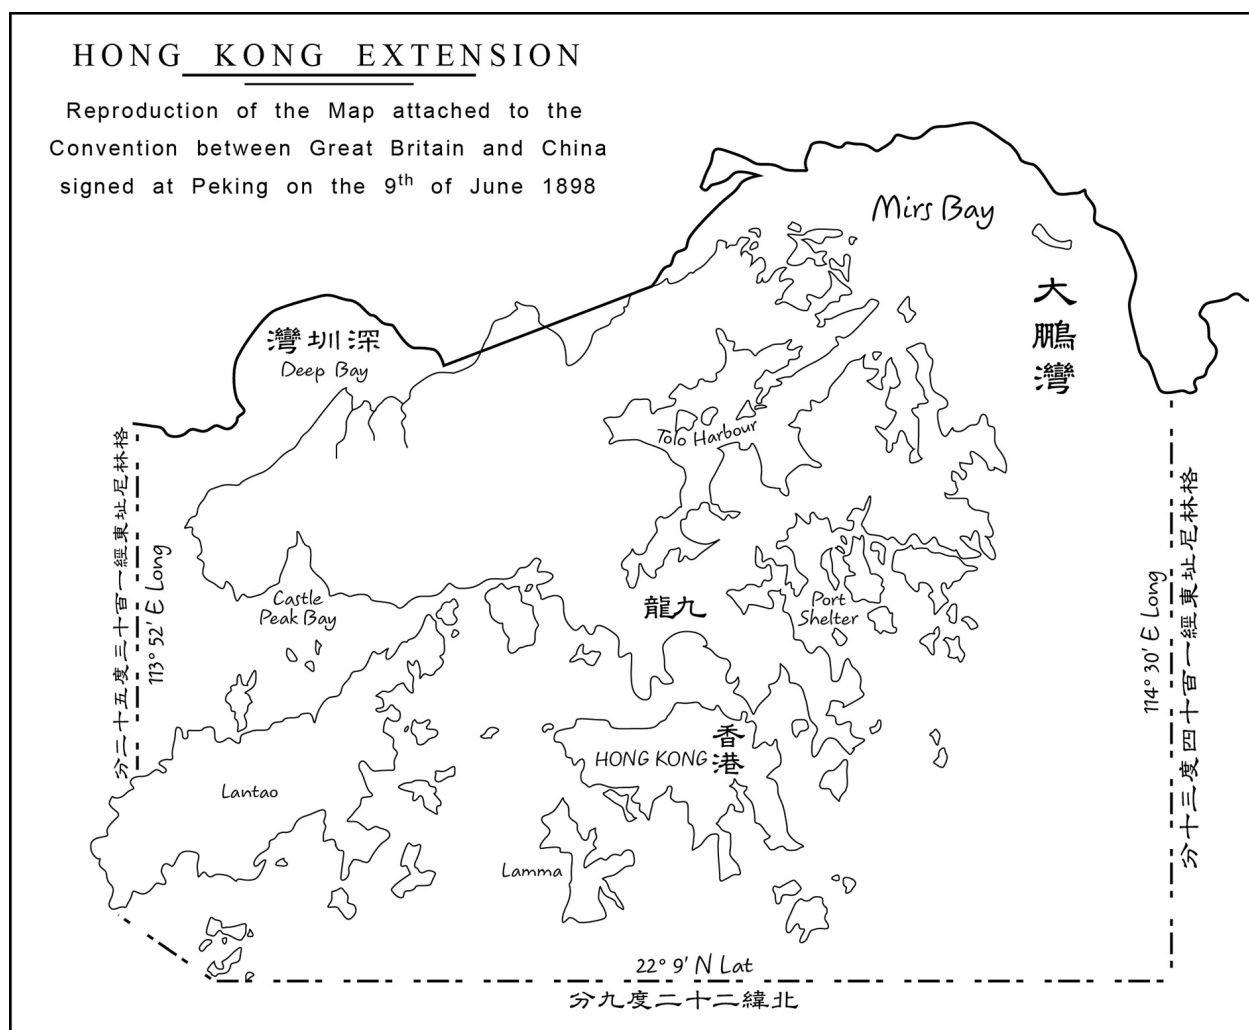 HONG KONG EXTENSION
Reproduction of the Map attached to the
Convention between Great Britain and China
signed at Peking on the 9th of June 1898
Mirs Bay
大鵬灣
深圳灣
Deep Bay
Tolo Harbour
格林尼址東經一百十三度五十二分
113° 52' E Long
Castle
Peak Bay
九龍
Port
Shelter
114° 30' E Long
格林尼址東經一百十四度三十分
HONG KONG
香港
Lantao
Lamma
22° 9' N Lat
北緯二十二度九分